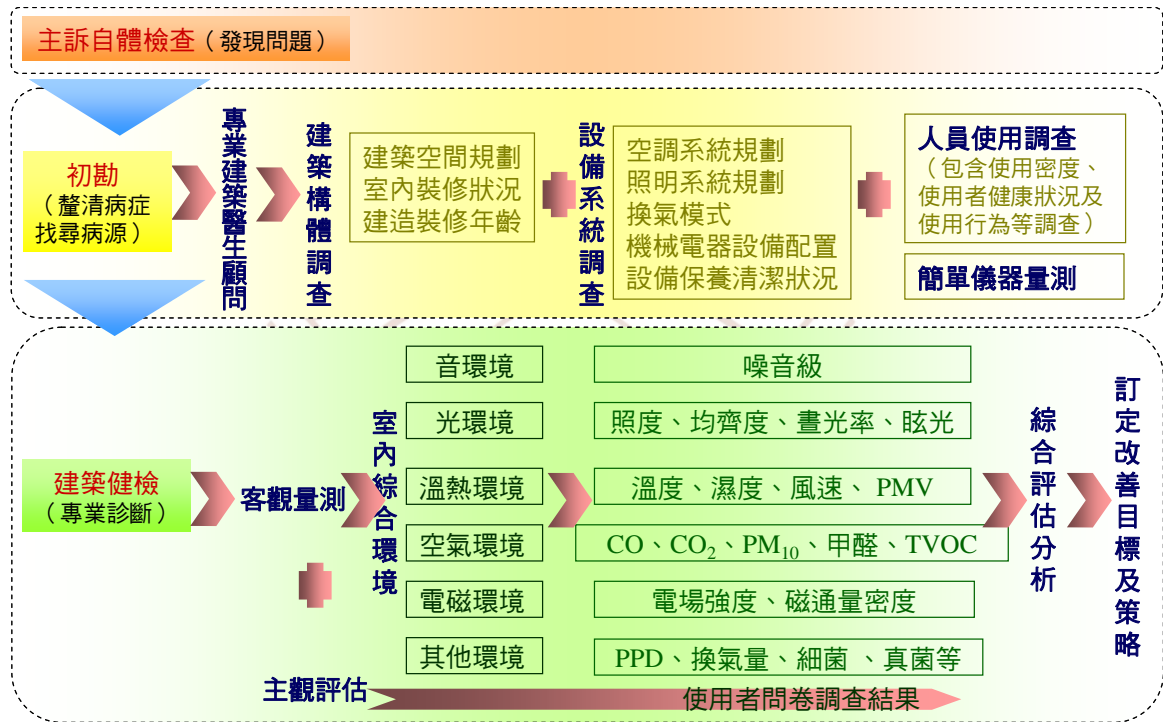 主訴自體檢查（發現問題）
初勘
（釐清病症
找尋病源）
專業建築醫生顧問
建築構體調查
建築空間規劃
室內裝修狀況
建造裝修年齡
設備系統調查
空調系統規劃
照明系統規劃
換氣模式
機械電器設備配置
設備保養清潔狀況
人員使用調查
（包含使用密度、
使用者健康狀況及
使用行為等調查）
簡單儀器量測
建築健檢
（專業診斷）
客觀量測
主觀評估
室內綜合環境
音環境
噪音級
光環境
照度、均齊度、晝光率、眩光
溫熱環境
溫度、濕度、風速、 PMV
空氣環境
CO、CO₂、PM₁₀、甲醛、TVOC
電磁環境
電場強度、磁通量密度
其他環境
PPD、換氣量、細菌 、真菌等
使用者問卷調查結果
綜合評估分析
訂定改善目標及策略